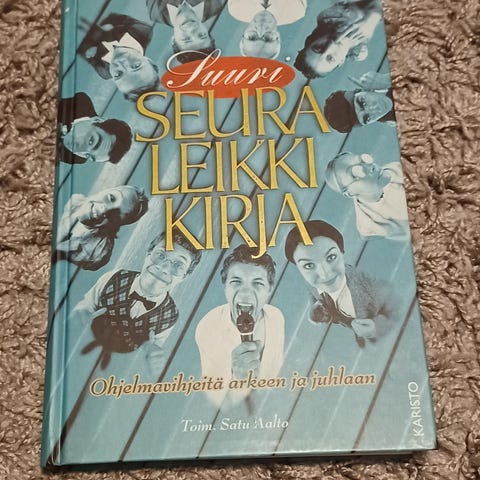 Suuri
SEURA
LEIKKI
KIRJA
Ohjelmavihjeitä arkeen ja juhlaan
Toim. Satu Aalto
KARISTO